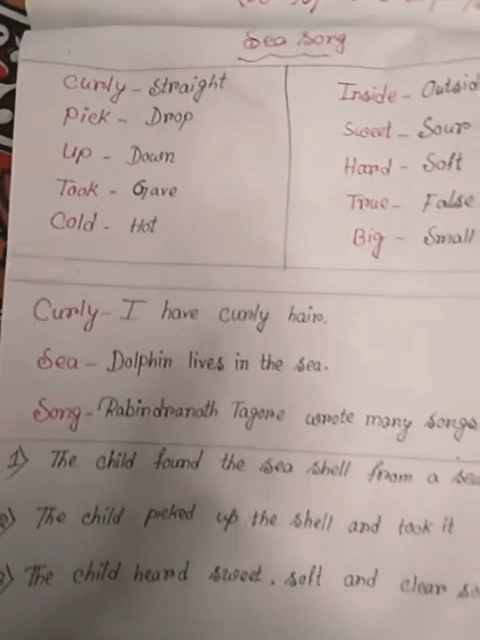 Sea Song
Curly - Straight
Pick - Drop
Up - Down
Took - Gave
Cold - Hot
Inside - Outsid
Sweet - Sour
Hard - Soft
True - False
Big - Small
Curly - I have curly hair.
Sea - Dolphin lives in the sea.
Song - Rabindranath Tagore wrote many songs
1) The child found the sea shell from a sea
2) The child picked up the shell and took it
3) The child heard sweet, soft and clear so